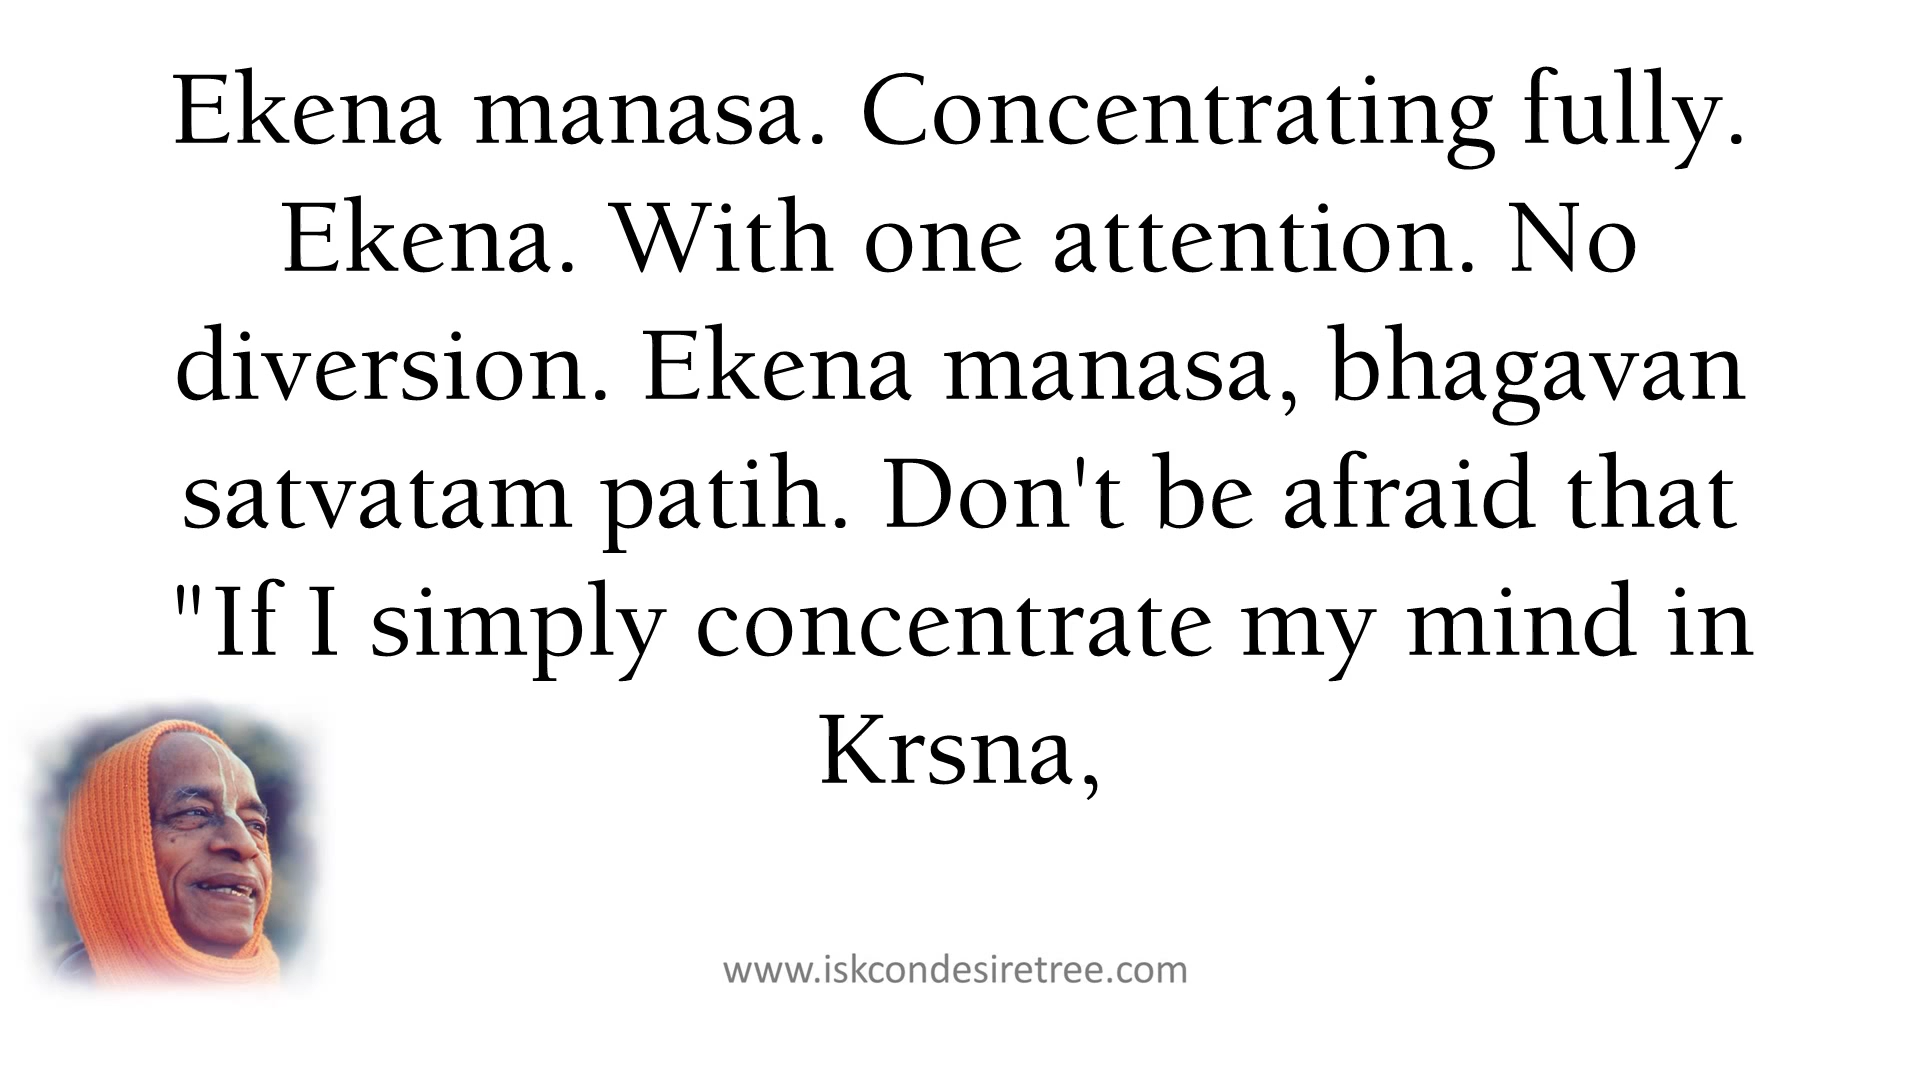 Ekena manasa. Concentrating fully.
Ekena. With one attention. No
diversion. Ekena manasa, bhagavan
satvatam patih. Don't be afraid that
"If I simply concentrate my mind in
Krsna,
www.iskcondesiretree.com